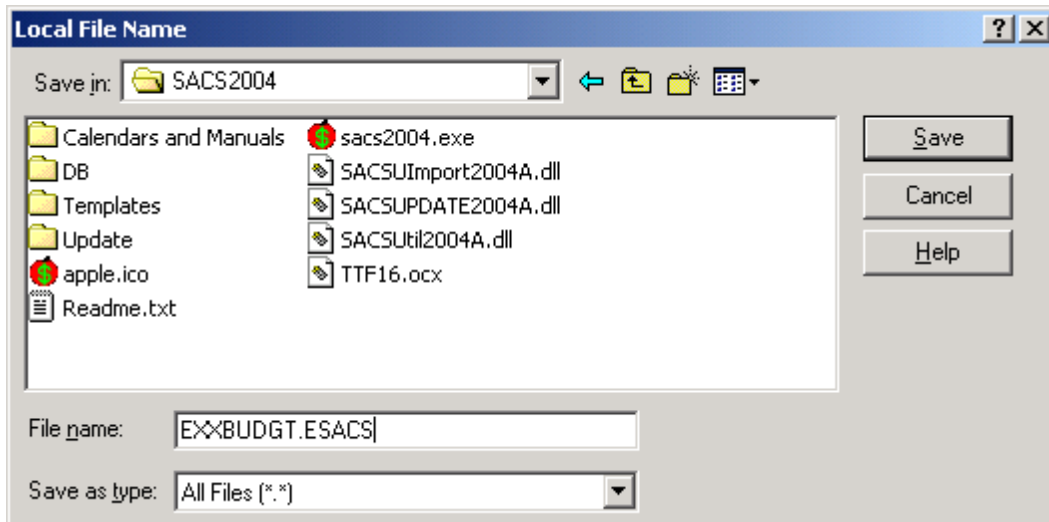 Local File Name
Save in: SACS2004
Calendars and Manuals
DB
Templates
Update
apple.ico
Readme.txt
sacs2004.exe
SACSUImport2004A.dll
SACSUPDATE2004A.dll
SACSUtil2004A.dll
TTF16.ocx
Save
Cancel
Help
File name: EXXBUDGT.ESACS
Save as type: All Files (*.*)